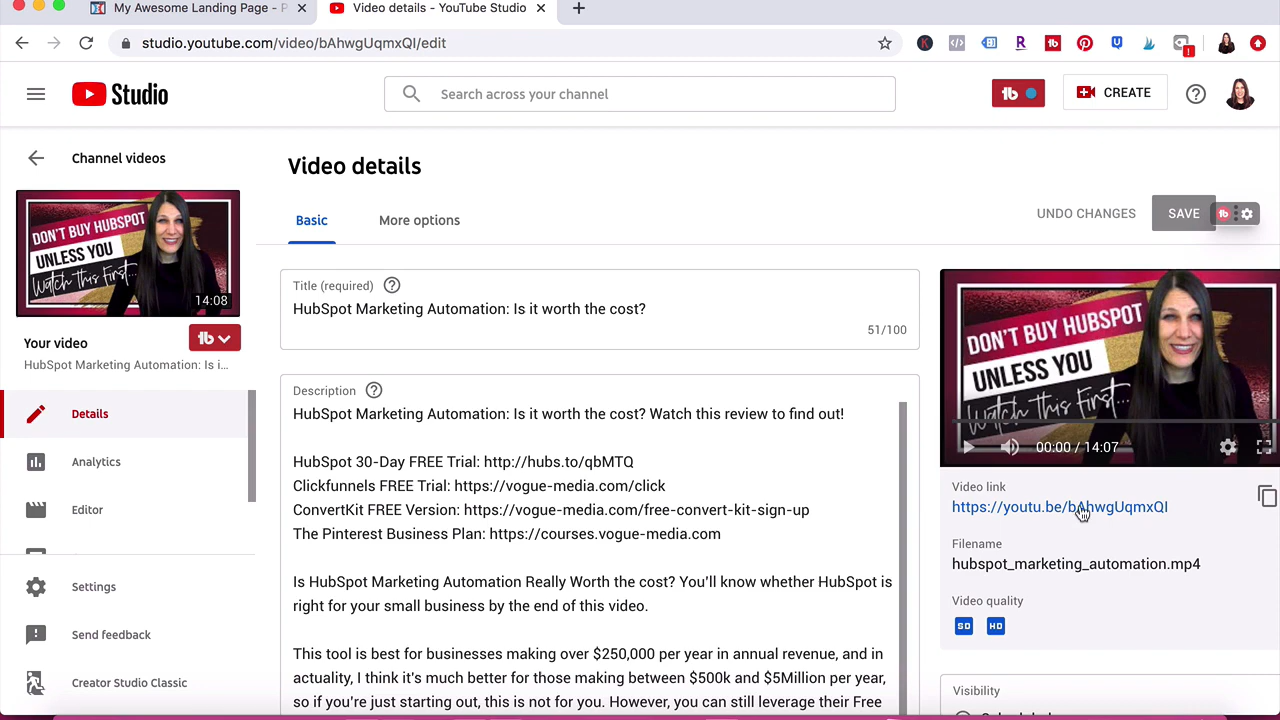 My Awesome Landing Page - P
Video details - YouTube Studio
studio.youtube.com/video/bAhwgUqmxQI/edit
Studio
Search across your channel
CREATE
Channel videos
Video details
DON'T BUY HUBSPOT
UNLESS YOU
Watch this First...
14:08
Basic
More options
UNDO CHANGES
SAVE
Your video
HubSpot Marketing Automation: Is i...
Title (required)
HubSpot Marketing Automation: Is it worth the cost?
51/100
Details
Analytics
Editor
Settings
Send feedback
Creator Studio Classic
Description
HubSpot Marketing Automation: Is it worth the cost? Watch this review to find out!
HubSpot 30-Day FREE Trial: http://hubs.to/qbMTQ
Clickfunnels FREE Trial: https://vogue-media.com/click
ConvertKit FREE Version: https://vogue-media.com/free-convert-kit-sign-up
The Pinterest Business Plan: https://courses.vogue-media.com
Is HubSpot Marketing Automation Really Worth the cost? You'll know whether HubSpot is
right for your small business by the end of this video.
This tool is best for businesses making over $250,000 per year in annual revenue, and in
actuality, I think it's much better for those making between $500k and $5Million per year,
so if you're just starting out, this is not for you. However, you can still leverage their Free
DON'T BUY HUBSPOT
UNLESS YOU
Watch this First...
00:00 / 14:07
Video link
https://youtu.be/bAhwgUqmxQI
Filename
hubspot_marketing_automation.mp4
Video quality
SD
HD
Visibility